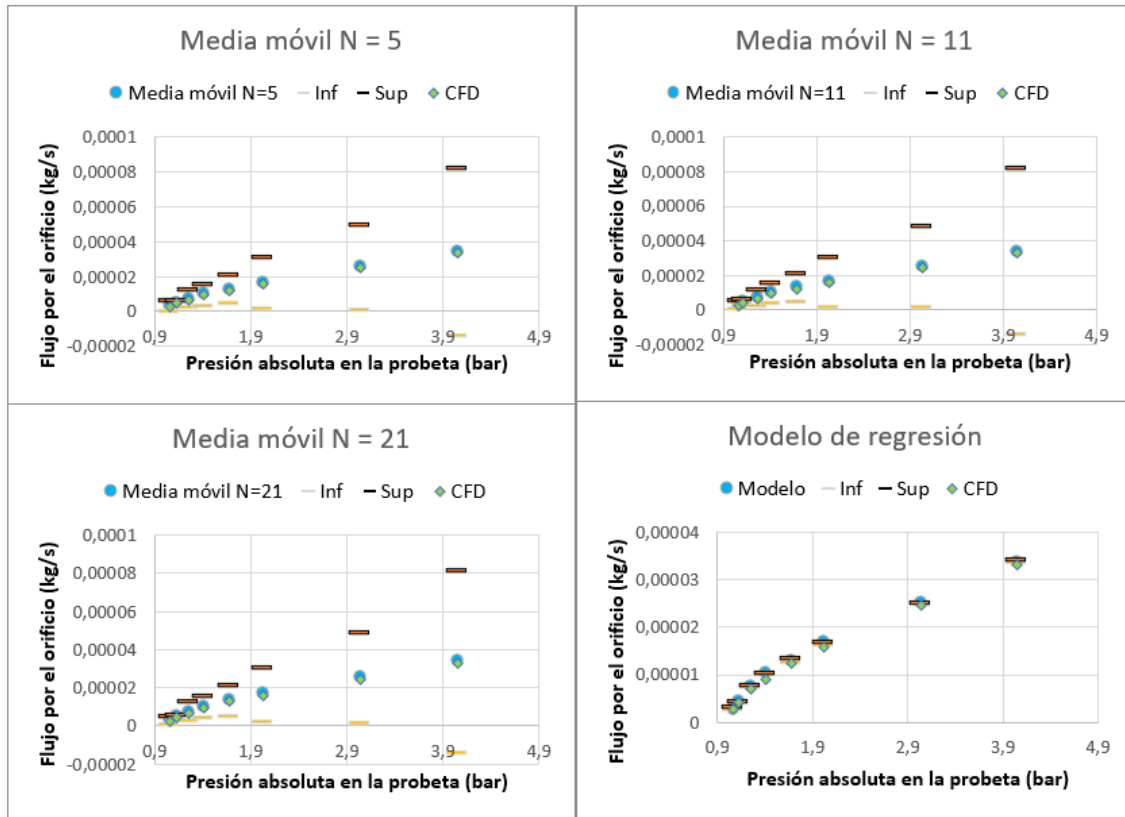 Media móvil N = 5
Media móvil N=5 Inf Sup CFD
Flujo por el orificio (kg/s)
0,0001
0,00008
0,00006
0,00004
0,00002
0
-0,00002
0,9 1,9 2,9 3,9 4,9
Presión absoluta en la probeta (bar)
Media móvil N = 11
Media móvil N=11 Inf Sup CFD
Flujo por el orificio (kg/s)
0,0001
0,00008
0,00006
0,00004
0,00002
0
-0,00002
0,9 1,9 2,9 3,9 4,9
Presión absoluta en la probeta (bar)
Media móvil N = 21
Media móvil N=21 Inf Sup CFD
Flujo por el orificio (kg/s)
0,0001
0,00008
0,00006
0,00004
0,00002
0
-0,00002
0,9 1,9 2,9 3,9 4,9
Presión absoluta en la probeta (bar)
Modelo de regresión
Modelo Inf Sup CFD
Flujo por el orificio (kg/s)
0,00004
0,00003
0,00002
0,00001
0
0,9 1,9 2,9 3,9 4,9
Presión absoluta en la probeta (bar)